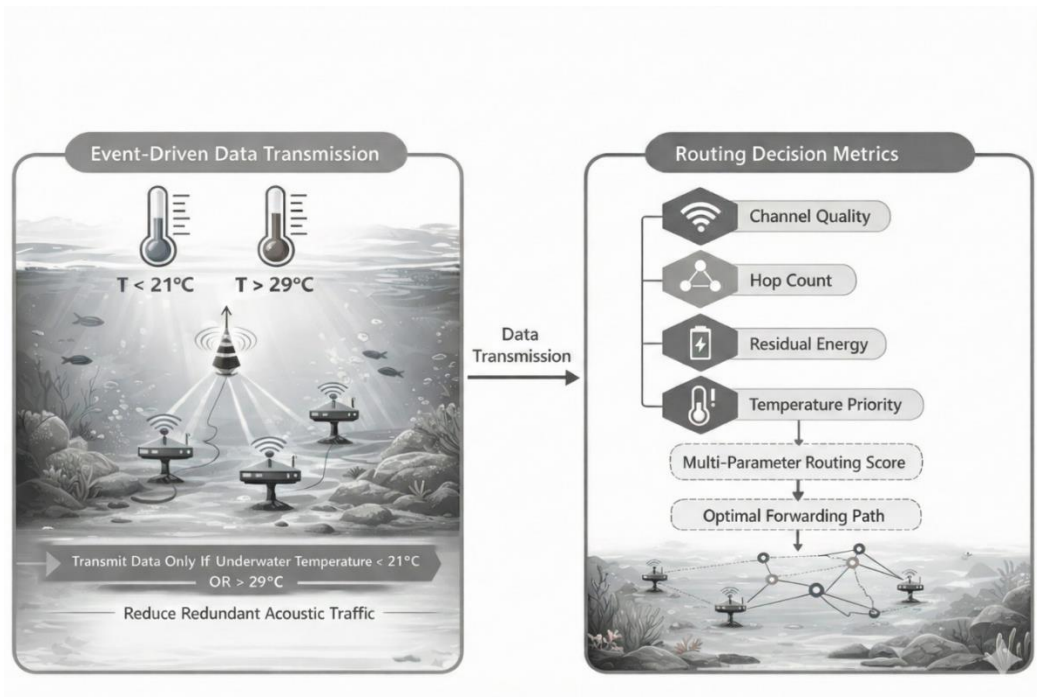 Event-Driven Data Transmission
T < 21°C
T > 29°C
Transmit Data Only If Underwater Temperature < 21°C
OR > 29°C
Reduce Redundant Acoustic Traffic
Data
Transmission
Routing Decision Metrics
Channel Quality
Hop Count
Residual Energy
Temperature Priority
Multi-Parameter Routing Score
Optimal Forwarding Path